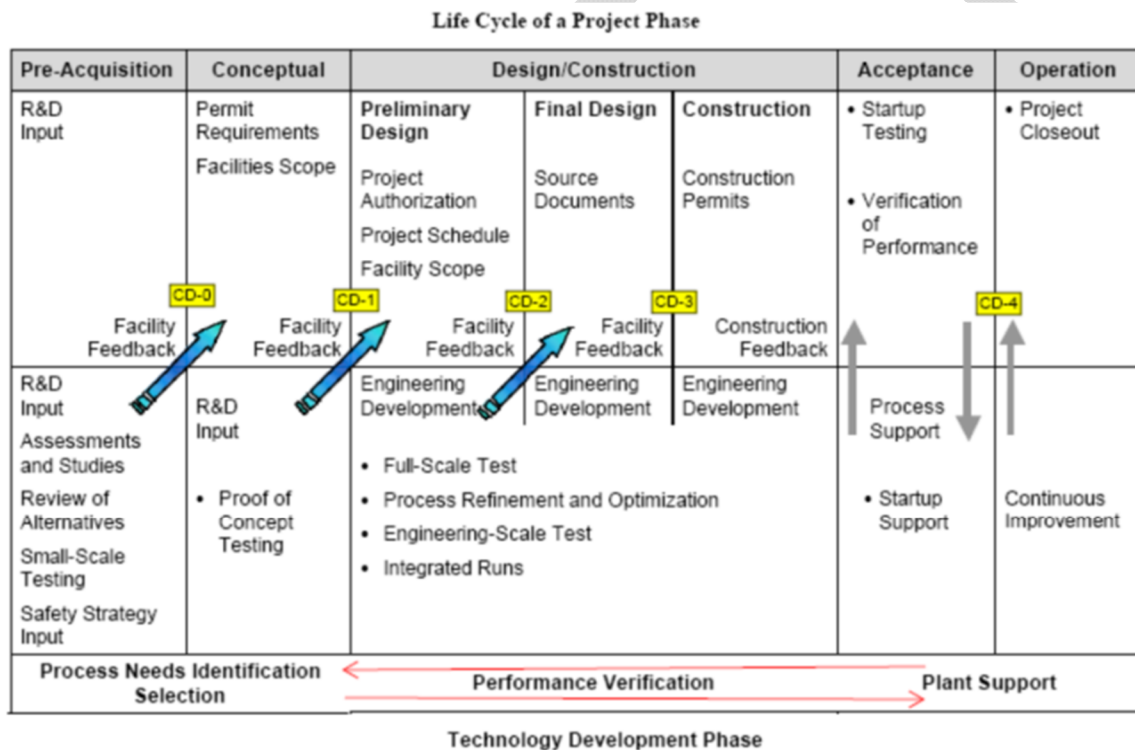 Life Cycle of a Project Phase
Pre-Acquisition
Conceptual
Design/Construction
Acceptance
Operation
R&D
Input
Permit
Requirements
Facilities Scope
Preliminary
Design
Project
Authorization
Project Schedule
Facility Scope
Final Design
Source
Documents
Construction
Construction
Permits
• Startup
Testing
• Verification
of
Performance
• Project
Closeout
CD-0
CD-1
CD-2
CD-3
CD-4
Facility
Feedback
Facility
Feedback
Facility
Feedback
Facility
Feedback
Construction
Feedback
R&D
Input
Assessments
and Studies
Review of
Alternatives
Small-Scale
Testing
Safety Strategy
Input
R&D
Input
• Proof of
Concept
Testing
Engineering
Development
Engineering
Development
Engineering
Development
• Full-Scale Test
• Process Refinement and Optimization
• Engineering-Scale Test
• Integrated Runs
Process
Support
• Startup
Support
Continuous
Improvement
Process Needs Identification
Selection
Performance Verification
Plant Support
Technology Development Phase